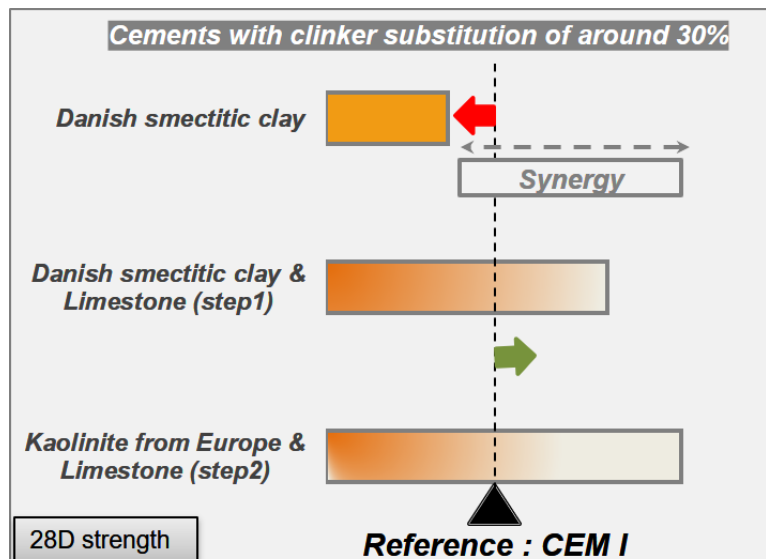 Cements with clinker substitution of around 30%
Danish smectitic clay
Synergy
Danish smectitic clay &
Limestone (step1)
Kaolinite from Europe &
Limestone (step2)
28D strength
Reference : CEM I